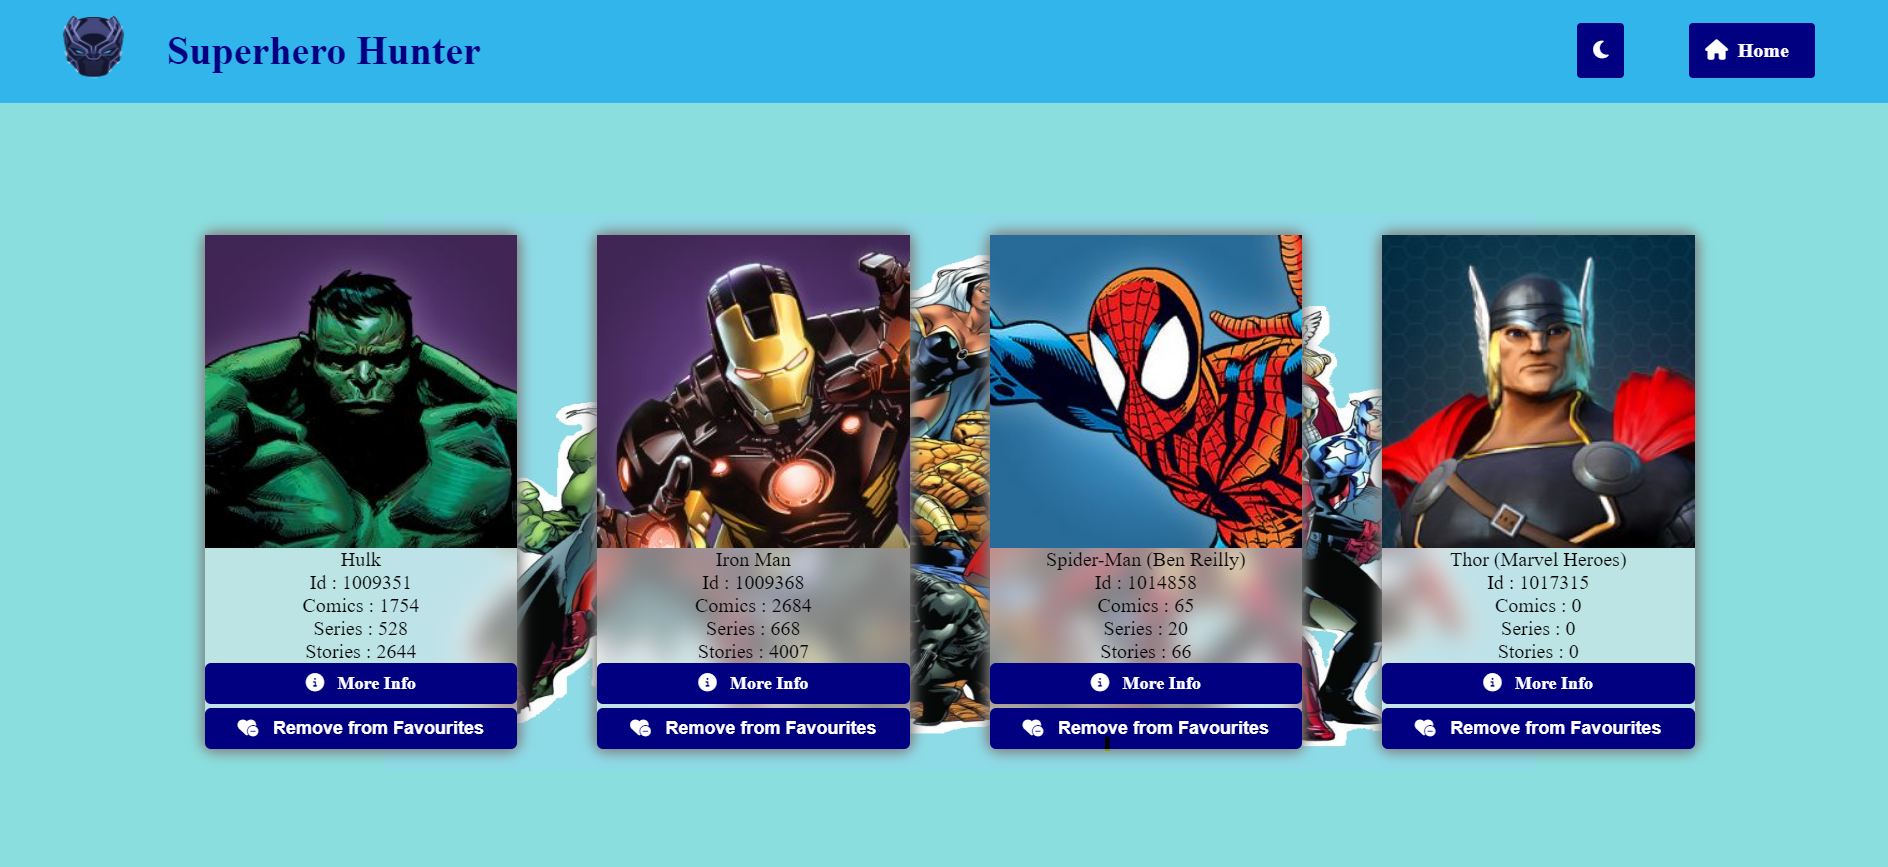 Superhero Hunter
Home
Hulk
Id : 1009351
Comics : 1754
Series : 528
Stories : 2644
More Info
Remove from Favourites
Iron Man
Id : 1009368
Comics : 2684
Series : 668
Stories : 4007
More Info
Remove from Favourites
Spider-Man (Ben Reilly)
Id : 1014858
Comics : 65
Series : 20
Stories : 66
More Info
Remove from Favourites
Thor (Marvel Heroes)
Id : 1017315
Comics : 0
Series : 0
Stories : 0
More Info
Remove from Favourites